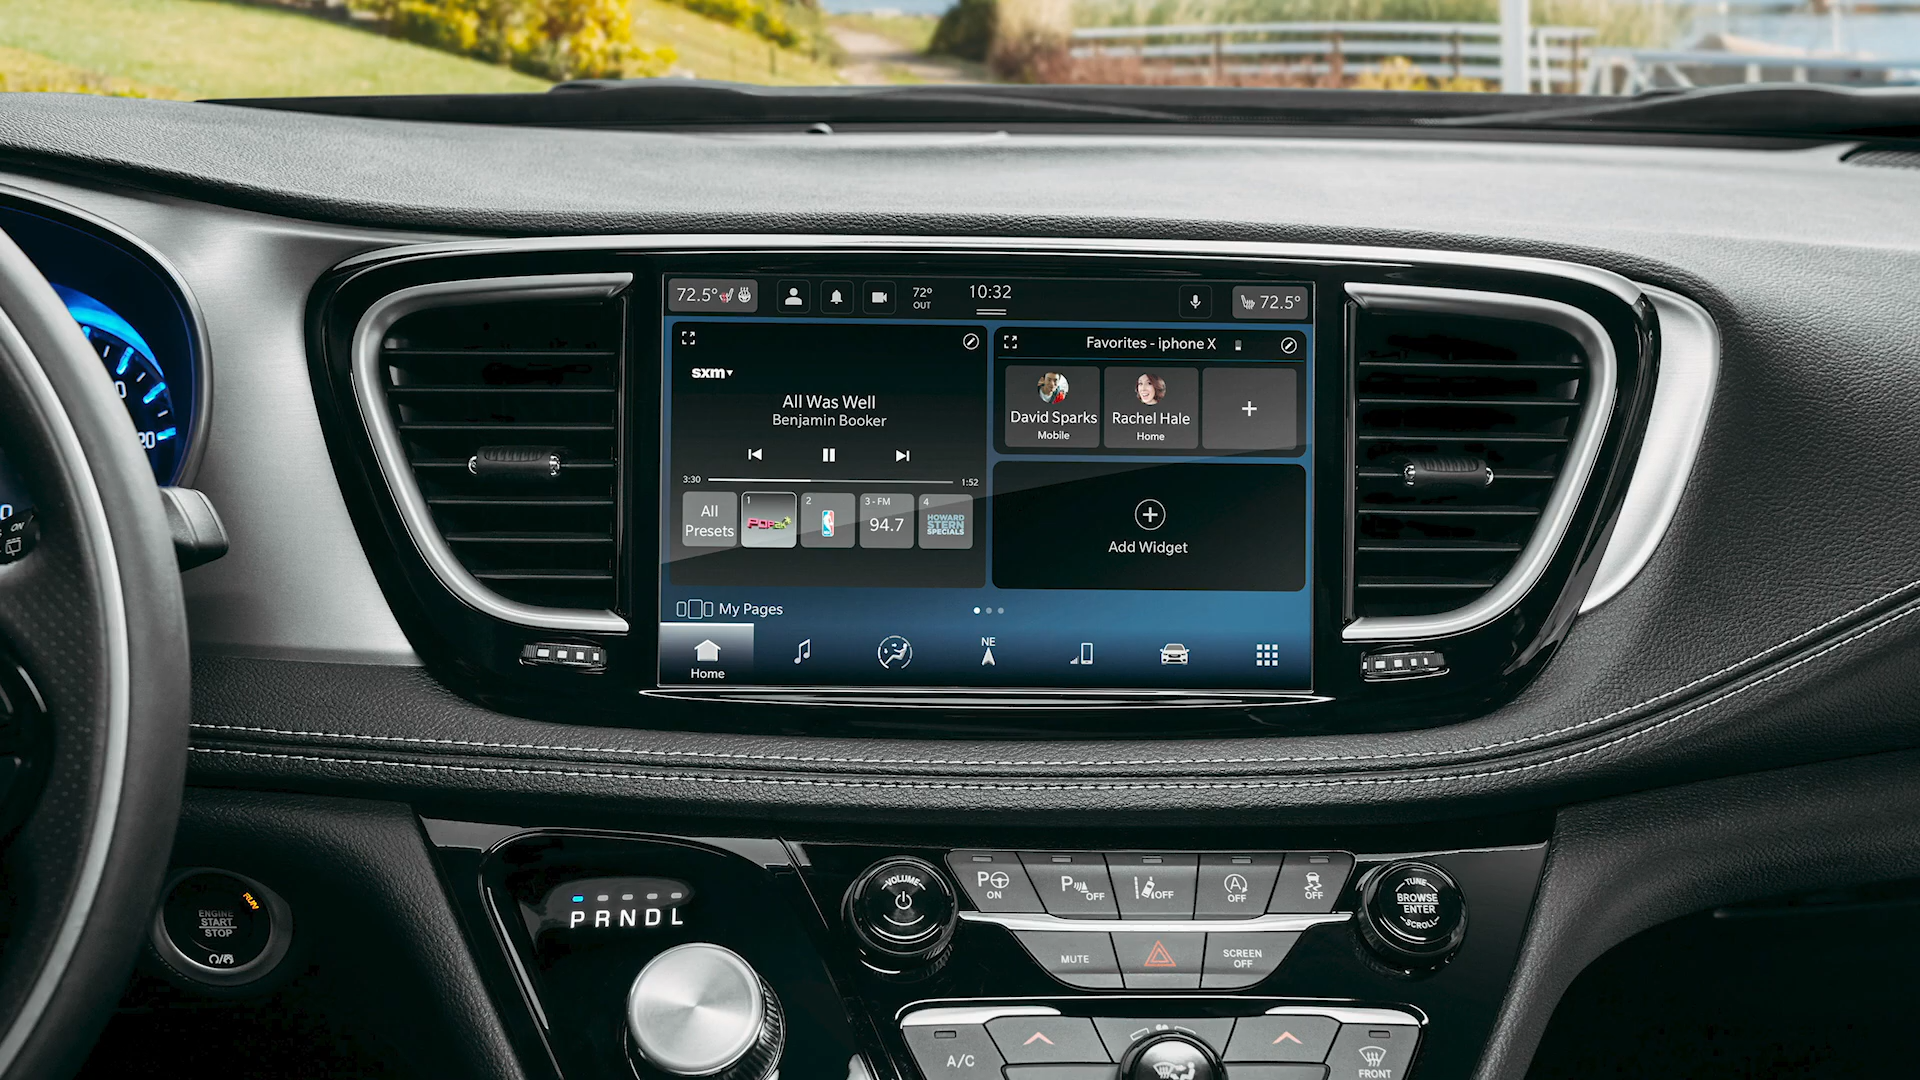 72.5°
72°
OUT
10:32
72.5°
sxm
All Was Well
Benjamin Booker
3:30
1:52
All
Presets
1
POP2K
2
3 - FM
94.7
4
HOWARD
STERN
SPECIALS
Favorites - iphone X
David Sparks
Mobile
Rachel Hale
Home
+
Add Widget
My Pages
Home
NE
20
ON
ENGINE
START
STOP
RUN
P R N D L
VOLUME
P ON
P OFF
OFF
A OFF
OFF
TUNE
BROWSE
ENTER
SCROLL
MUTE
SCREEN
OFF
A/C
FRONT